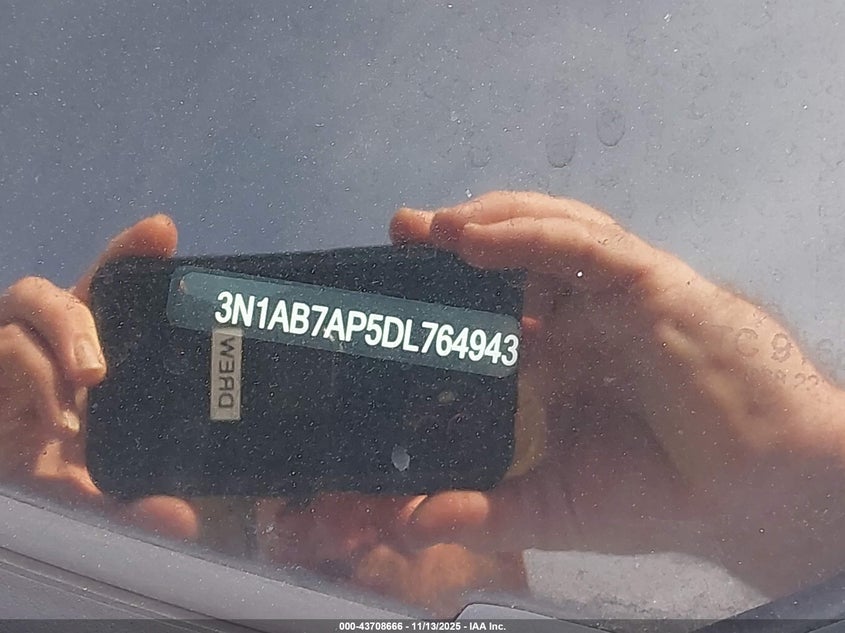 3N1AB7AP5DL764943
DREW
000-43708666 - 11/13/2025 - IAA Inc.